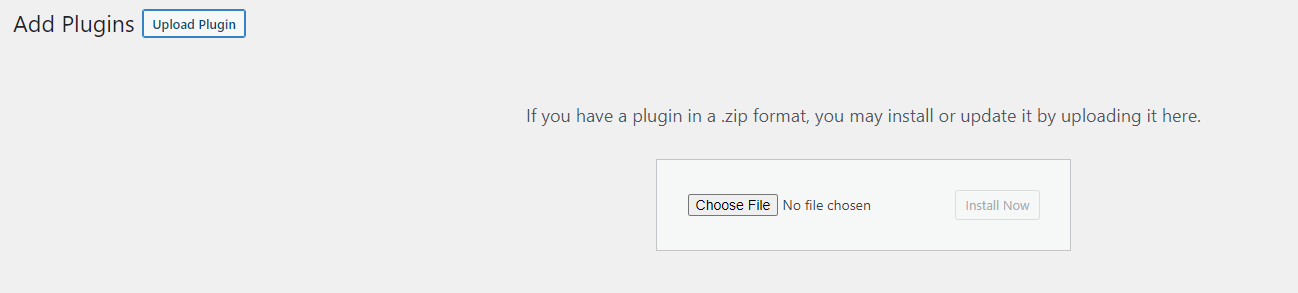 Add Plugins Upload Plugin
If you have a plugin in a .zip format, you may install or update it by uploading it here.
Choose File No file chosen Install Now